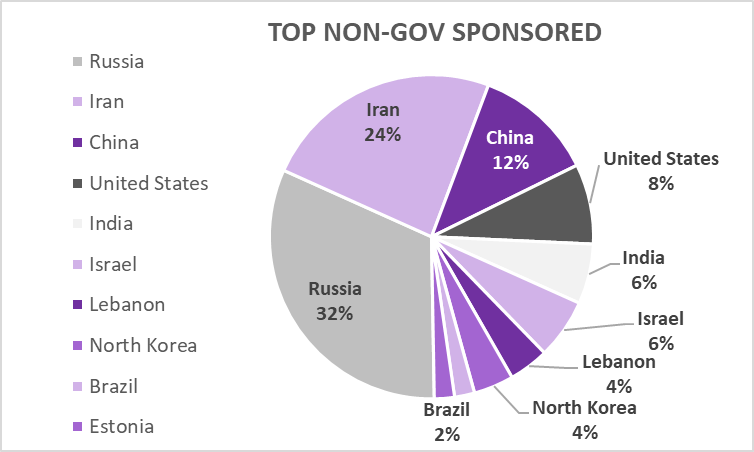 TOP NON-GOV SPONSORED
Russia
Iran
China
United States
India
Israel
Lebanon
North Korea
Brazil
Estonia
Iran
24%
China
12%
United States
8%
India
6%
Israel
6%
Lebanon
4%
North Korea
4%
Brazil
2%
Russia
32%